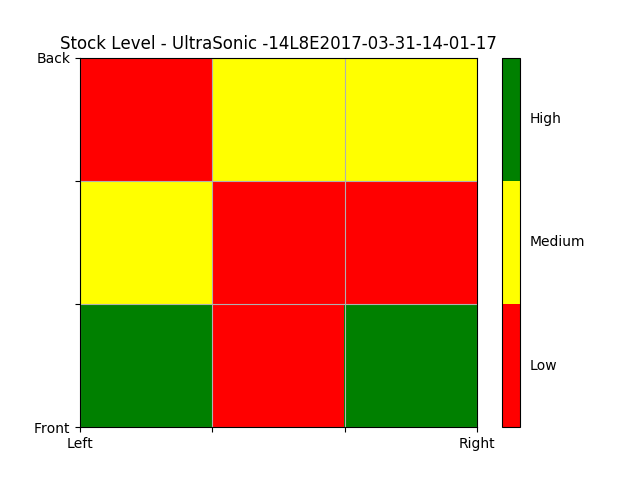 Stock Level - UltraSonic -14L8E2017-03-31-14-01-17
Back
High
Medium
Low
Front
Left
Right